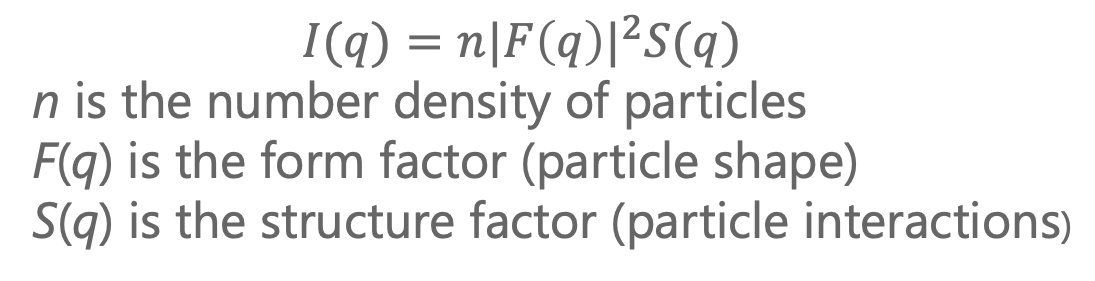 I(q) = n|F(q)|²S(q)
n is the number density of particles
F(q) is the form factor (particle shape)
S(q) is the structure factor (particle interactions)